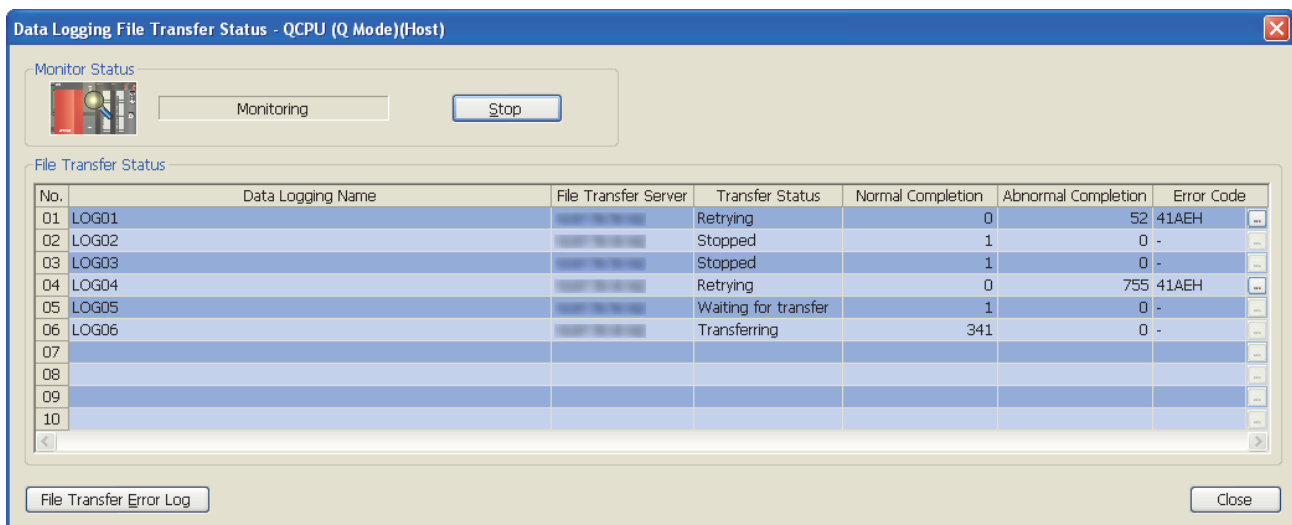 Data Logging File Transfer Status - QCPU (Q Mode)(Host)
Monitor Status
Monitoring
Stop
File Transfer Status
No. Data Logging Name File Transfer Server Transfer Status Normal Completion Abnormal Completion Error Code
01 LOG01 Retrying 0 52 41AEH ...
02 LOG02 Stopped 1 0 - ...
03 LOG03 Stopped 1 0 - ...
04 LOG04 Retrying 0 755 41AEH ...
05 LOG05 Waiting for transfer 1 0 - ...
06 LOG06 Transferring 341 0 - ...
07 ...
08 ...
09 ...
10 ...
File Transfer Error Log
Close